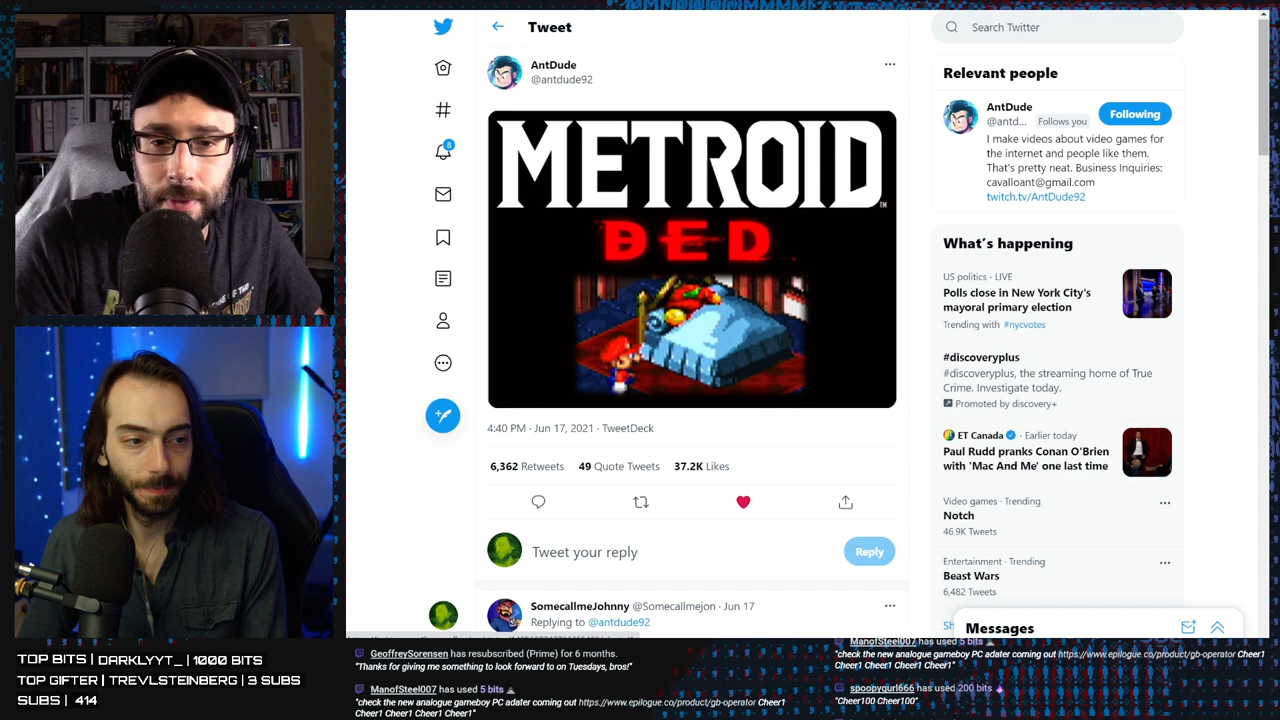 Tweet
Search Twitter
AntDude
@antdude92
METROID
TM
BED
4:40 PM · Jun 17, 2021 · TweetDeck
6,362 Retweets 49 Quote Tweets 37.2K Likes
Tweet your reply
Reply
SomecallmeJohnny @Somecallmejon · Jun 17
Replying to @antdude92
8
Relevant people
AntDude
@antd... Follows you
Following
I make videos about video games for
the internet and people like them.
That's pretty neat. Business Inquiries:
cavalloant@gmail.com
twitch.tv/AntDude92
What's happening
US politics · LIVE
Polls close in New York City's
mayoral primary election
Trending with #nycvotes
#discoveryplus
#discoveryplus, the streaming home of True
Crime. Investigate today.
Promoted by discovery+
ET Canada · Earlier today
Paul Rudd pranks Conan O'Brien
with 'Mac And Me' one last time
Video games · Trending
Notch
46.9K Tweets
Entertainment · Trending
Beast Wars
6,482 Tweets
Sh
Messages
TOP BITS | DARKLYYT_ | 1000 BITS
TOP GIFTER | TREVLSTEINBERG | 3 SUBS
SUBS | 414
GeoffreySorensen has resubscribed (Prime) for 6 months.
"Thanks for giving me something to look forward to on Tuesdays, bros!"
ManofSteel007 has used 5 bits
"check the new analogue gameboy PC adater coming out https://www.epilogue.co/product/gb-operator Cheer1
Cheer1 Cheer1 Cheer1 Cheer1"
ManofSteel007 has used 5 bits
"check the new analogue gameboy PC adater coming out https://www.epilogue.co/product/gb-operator Cheer1
Cheer1 Cheer1 Cheer1 Cheer1"
spoopyqurl666 has used 200 bits
"Cheer100 Cheer100"